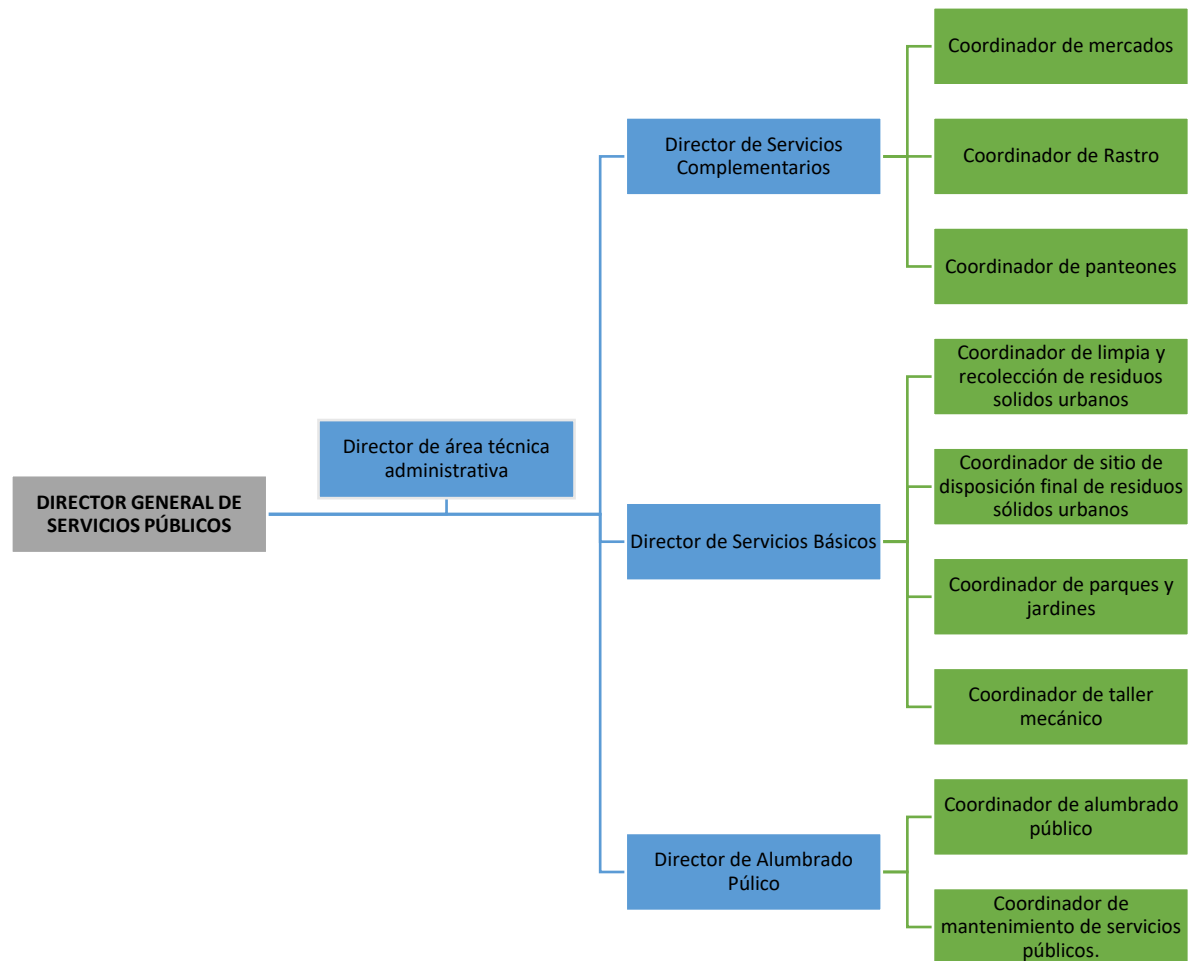 DIRECTOR GENERAL DE
SERVICIOS PÚBLICOS
Director de área técnica
administrativa
Director de Servicios
Complementarios
Coordinador de mercados
Coordinador de Rastro
Coordinador de panteones
Director de Servicios Básicos
Coordinador de limpia y
recolección de residuos
solidos urbanos
Coordinador de sitio de
disposición final de residuos
sólidos urbanos
Coordinador de parques y
jardines
Coordinador de taller
mecánico
Director de Alumbrado
Púlico
Coordinador de alumbrado
público
Coordinador de
mantenimiento de servicios
públicos.